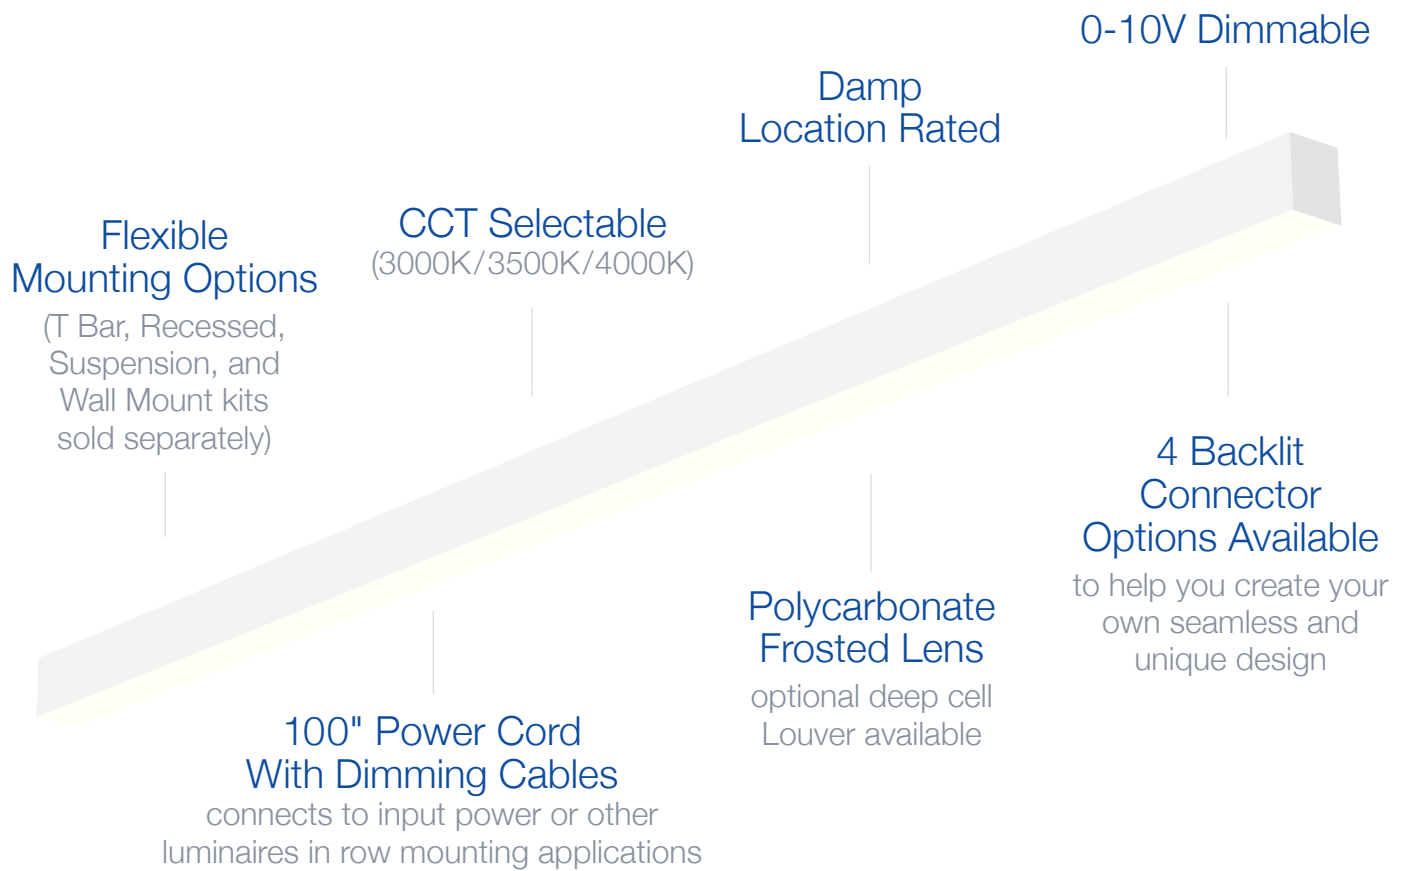 0-10V Dimmable
Damp
Location Rated
CCT Selectable
(3000K/3500K/4000K)
Flexible
Mounting Options
(T Bar, Recessed,
Suspension, and
Wall Mount kits
sold separately)
4 Backlit
Connector
Options Available
to help you create your
own seamless and
unique design
Polycarbonate
Frosted Lens
optional deep cell
Louver available
100" Power Cord
With Dimming Cables
connects to input power or other
luminaires in row mounting applications